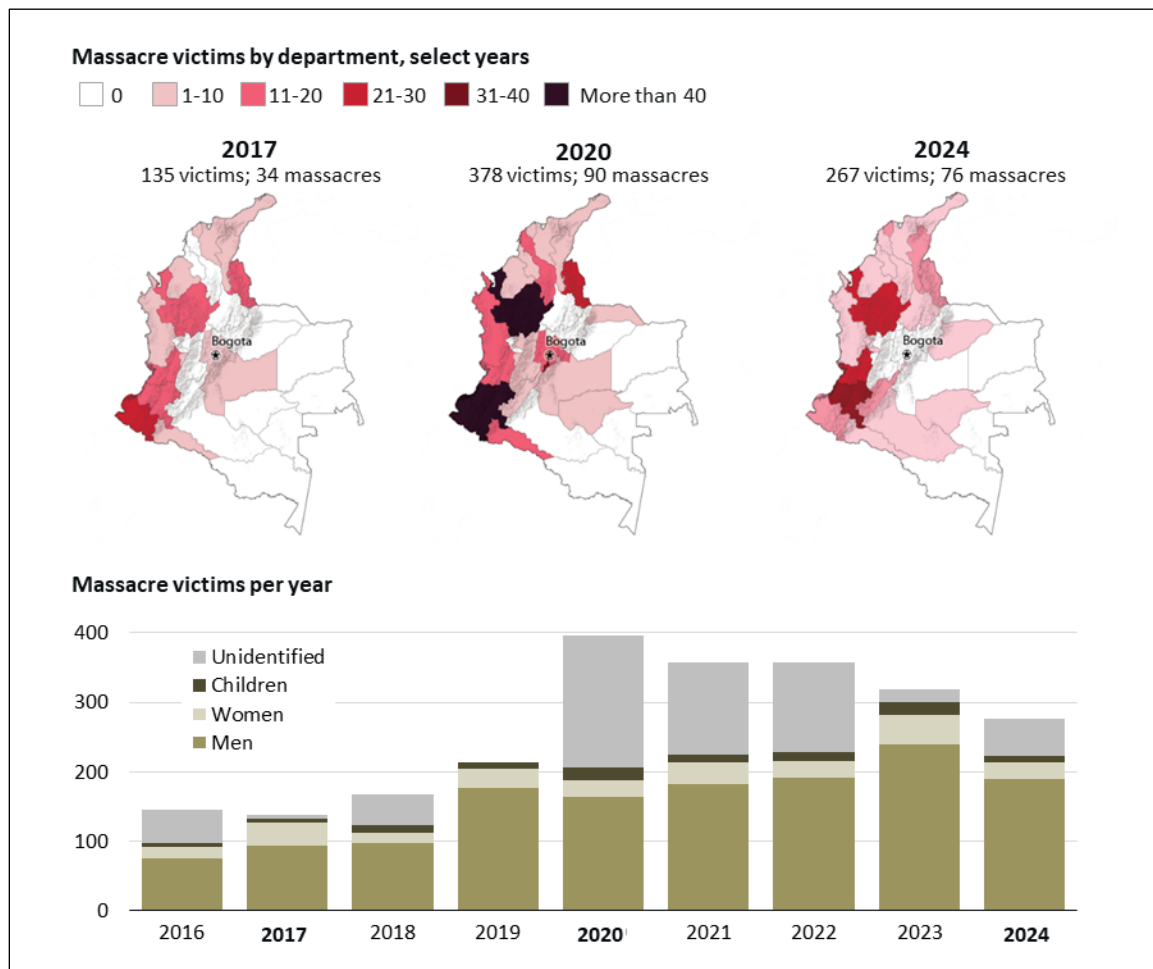 Massacre victims by department, select years
0 1-10 11-20 21-30 31-40 More than 40
2017 2020 2024
135 victims; 34 massacres 378 victims; 90 massacres 267 victims; 76 massacres
Bogota Bogota Bogota
Massacre victims per year
400
Unidentified
Children
300
Women
Men
200
100
0
2016 2017 2018 2019 2020 2021 2022 2023 2024